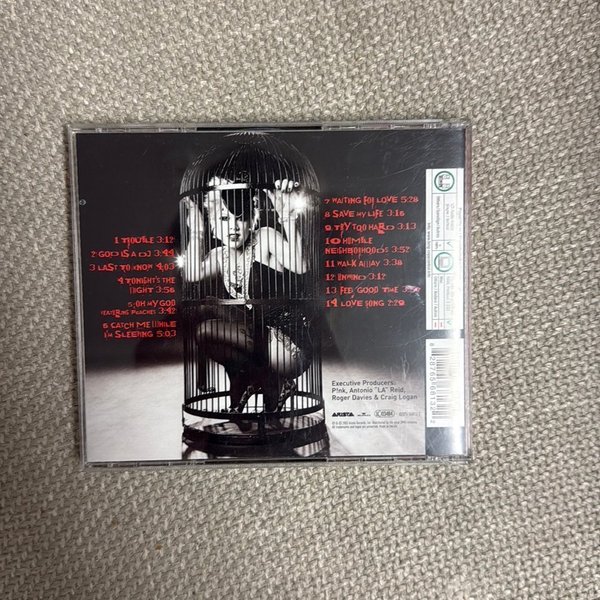 1 TROUBLE 3:12
2 GOD IS A DJ 3:44
3 LAST TO KNOW 4:03
4 TONIGHT'S THE
NIGHT 3:56
5 OH MY GOD
FEATURING PEACHES 3:42
6 CATCH ME WHILE
I'M SLEEPING 5:03
7 WAITING FOR LOVE 5:28
8 SAVE MY LIFE 3:16
9 TRY TOO HARD 3:13
10 HUMBLE
NEIGHBORHOODS 3:52
11 WALK AWAY 3:38
12 UNWIND 3:12
13 FEEL GOOD TIME
14 LOVE SONG 2:29
Executive Producers:
P!nk, Antonio "LA" Reid,
Roger Davies & Craig Logan
ARISTA